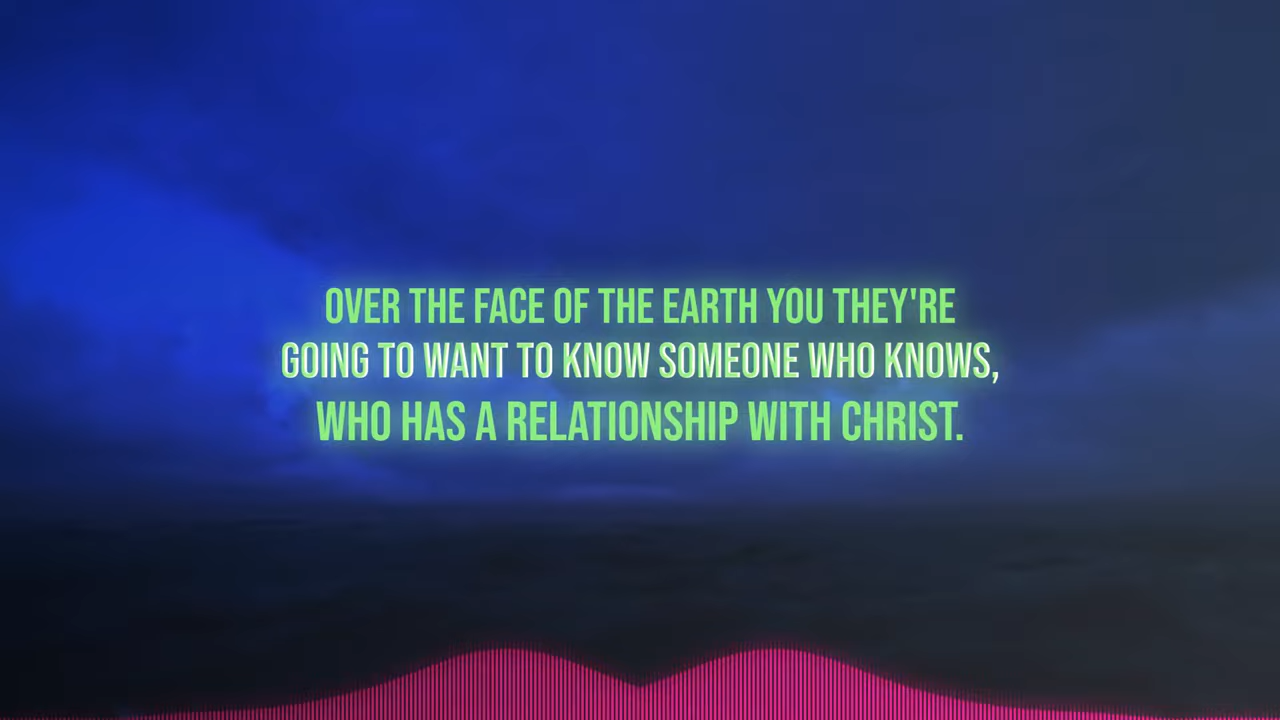 OVER THE FACE OF THE EARTH YOU THEY'RE
GOING TO WANT TO KNOW SOMEONE WHO KNOWS,
WHO HAS A RELATIONSHIP WITH CHRIST.